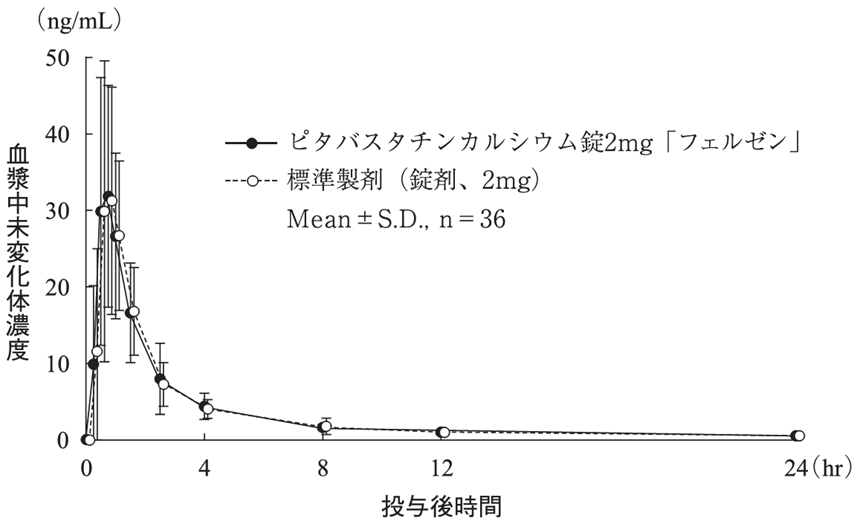 (ng/mL)
50
40
30
20
10
0
血漿中未変化体濃度
ピタバスタチンカルシウム錠2mg「フェルゼン」
標準製剤(錠剤、2mg)
Mean±S.D., n=36
0 4 8 12 24(hr)
投与後時間